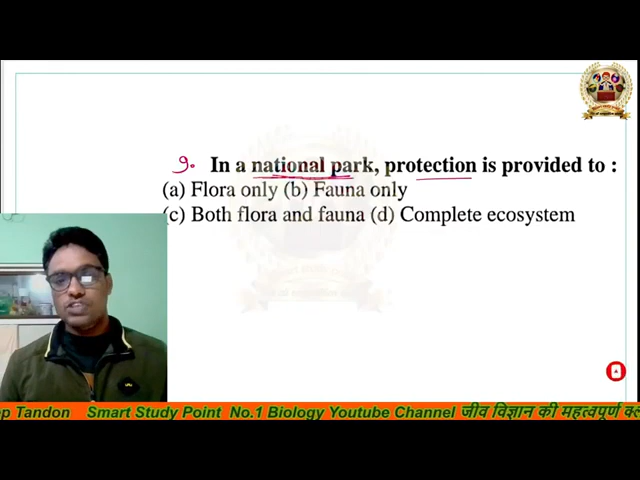 9. In a national park, protection is provided to :
(a) Flora only (b) Fauna only
(c) Both flora and fauna (d) Complete ecosystem
Tandon Smart Study Point No.1 Biology Youtube Channel जीव विज्ञान की महत्वपूर्ण